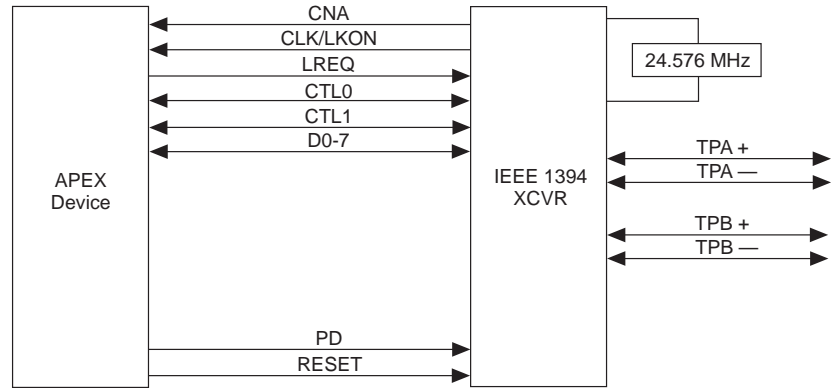 CNA
CLK/LKON
LREQ
CTL0
CTL1
D0-7
24.576 MHz
TPA +
TPA —
APEX
Device
IEEE 1394
XCVR
TPB +
TPB —
PD
RESET